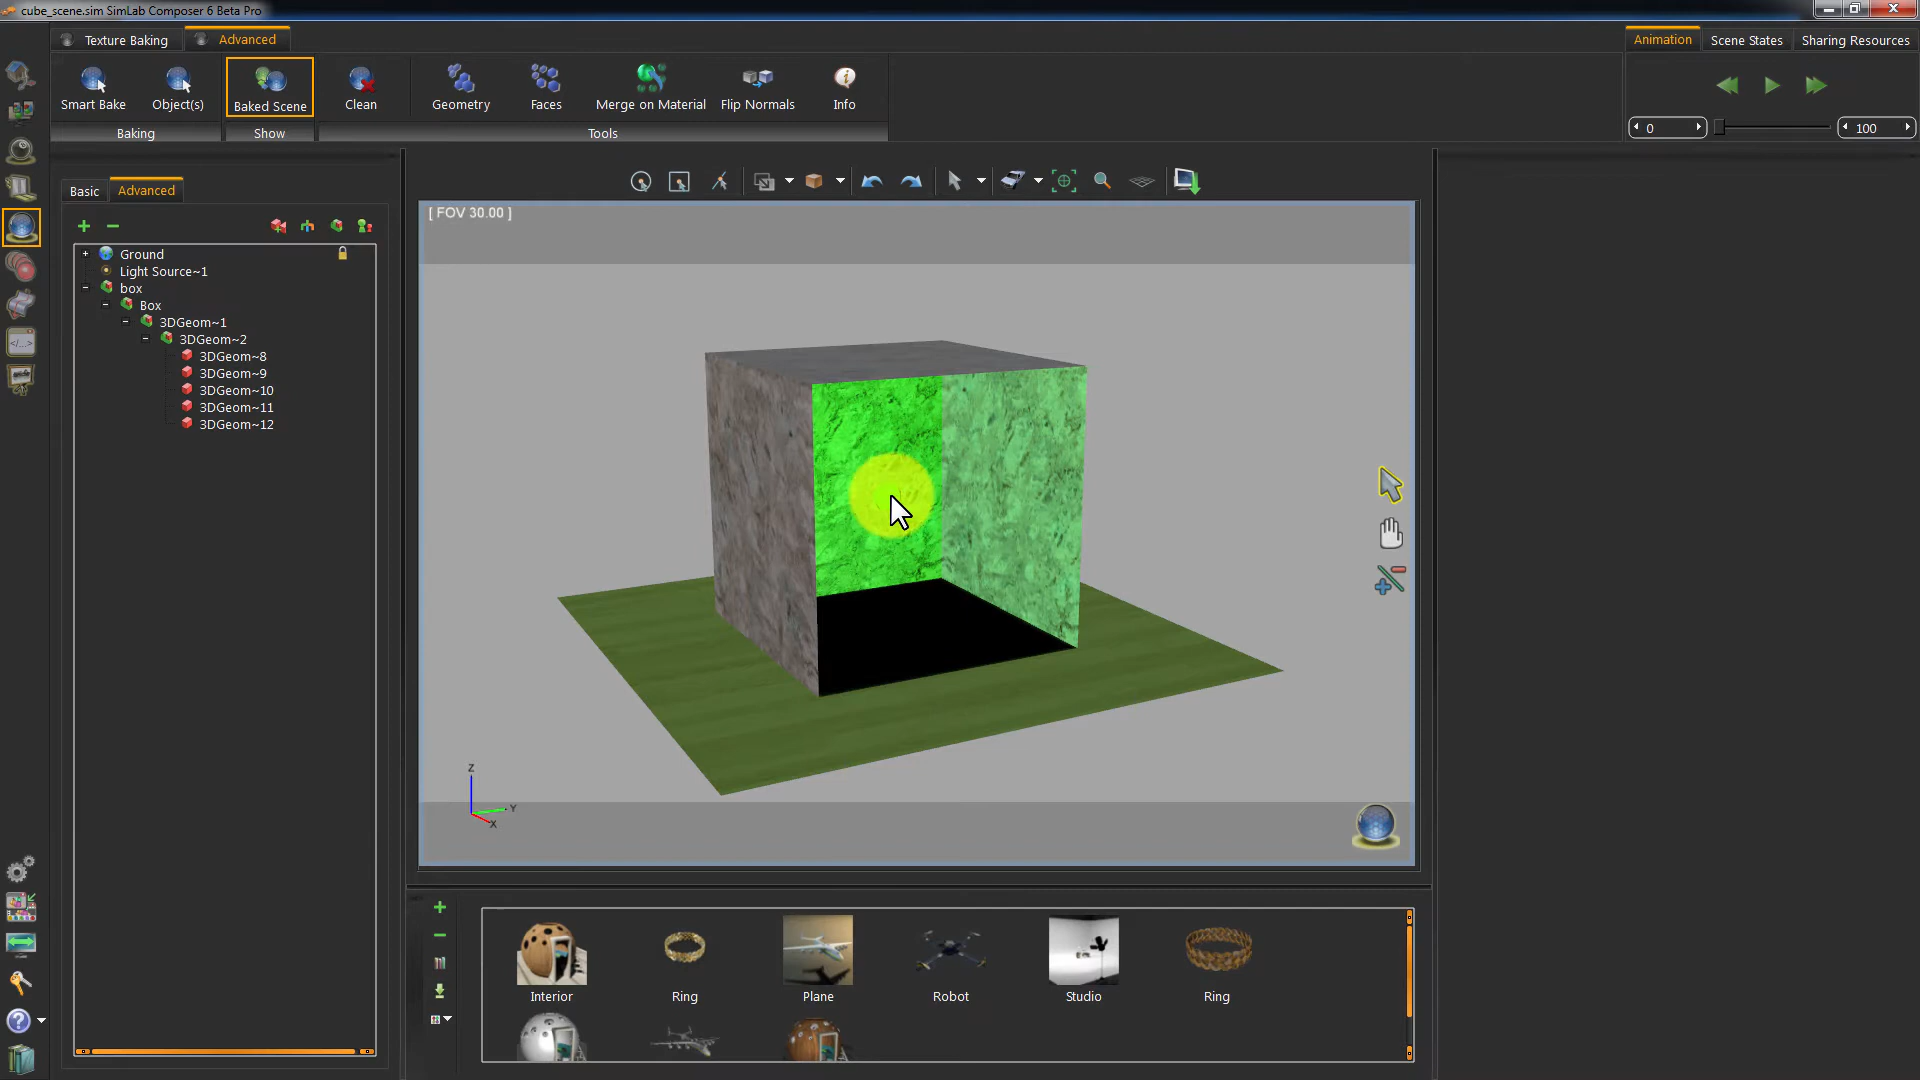 cube_scene.sim SimLab Composer 6 Beta Pro
Texture Baking
Advanced
Animation
Scene States
Sharing Resources
Smart Bake
Object(s)
Baked Scene
Clean
Geometry
Faces
Merge on Material
Flip Normals
Info
0
100
Baking
Show
Tools
Basic
Advanced
[ FOV 30.00 ]
Ground
Light Source~1
box
Box
3DGeom~1
3DGeom~2
3DGeom~8
3DGeom~9
3DGeom~10
3DGeom~11
3DGeom~12
Z
Y
X
Interior
Ring
Plane
Robot
Studio
Ring